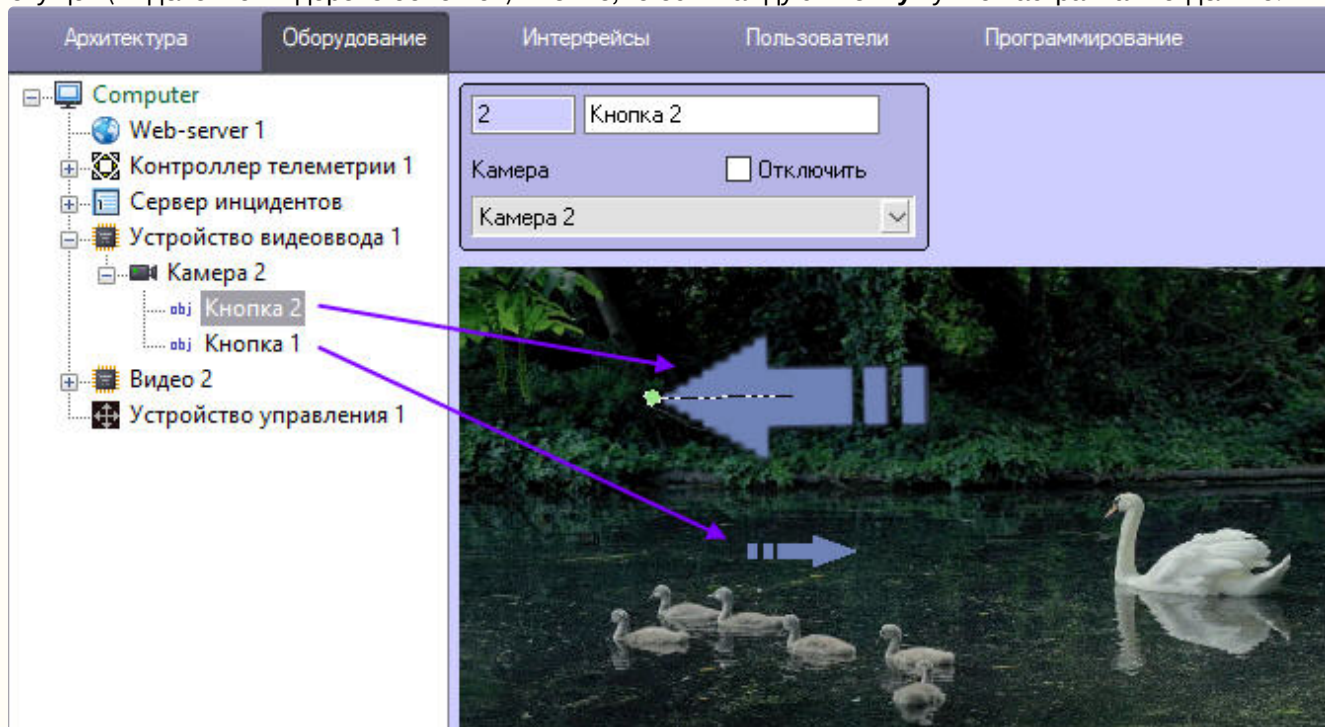 Архитектура Оборудование Интерфейсы Пользователи Программирование
Computer
Web-server 1
Контроллер телеметрии 1
Сервер инцидентов
Устройство видеоввода 1
Камера 2
obj Кнопка 2
obj Кнопка 1
Видео 2
Устройство управления 1
2 Кнопка 2
Камера Отключить
Камера 2